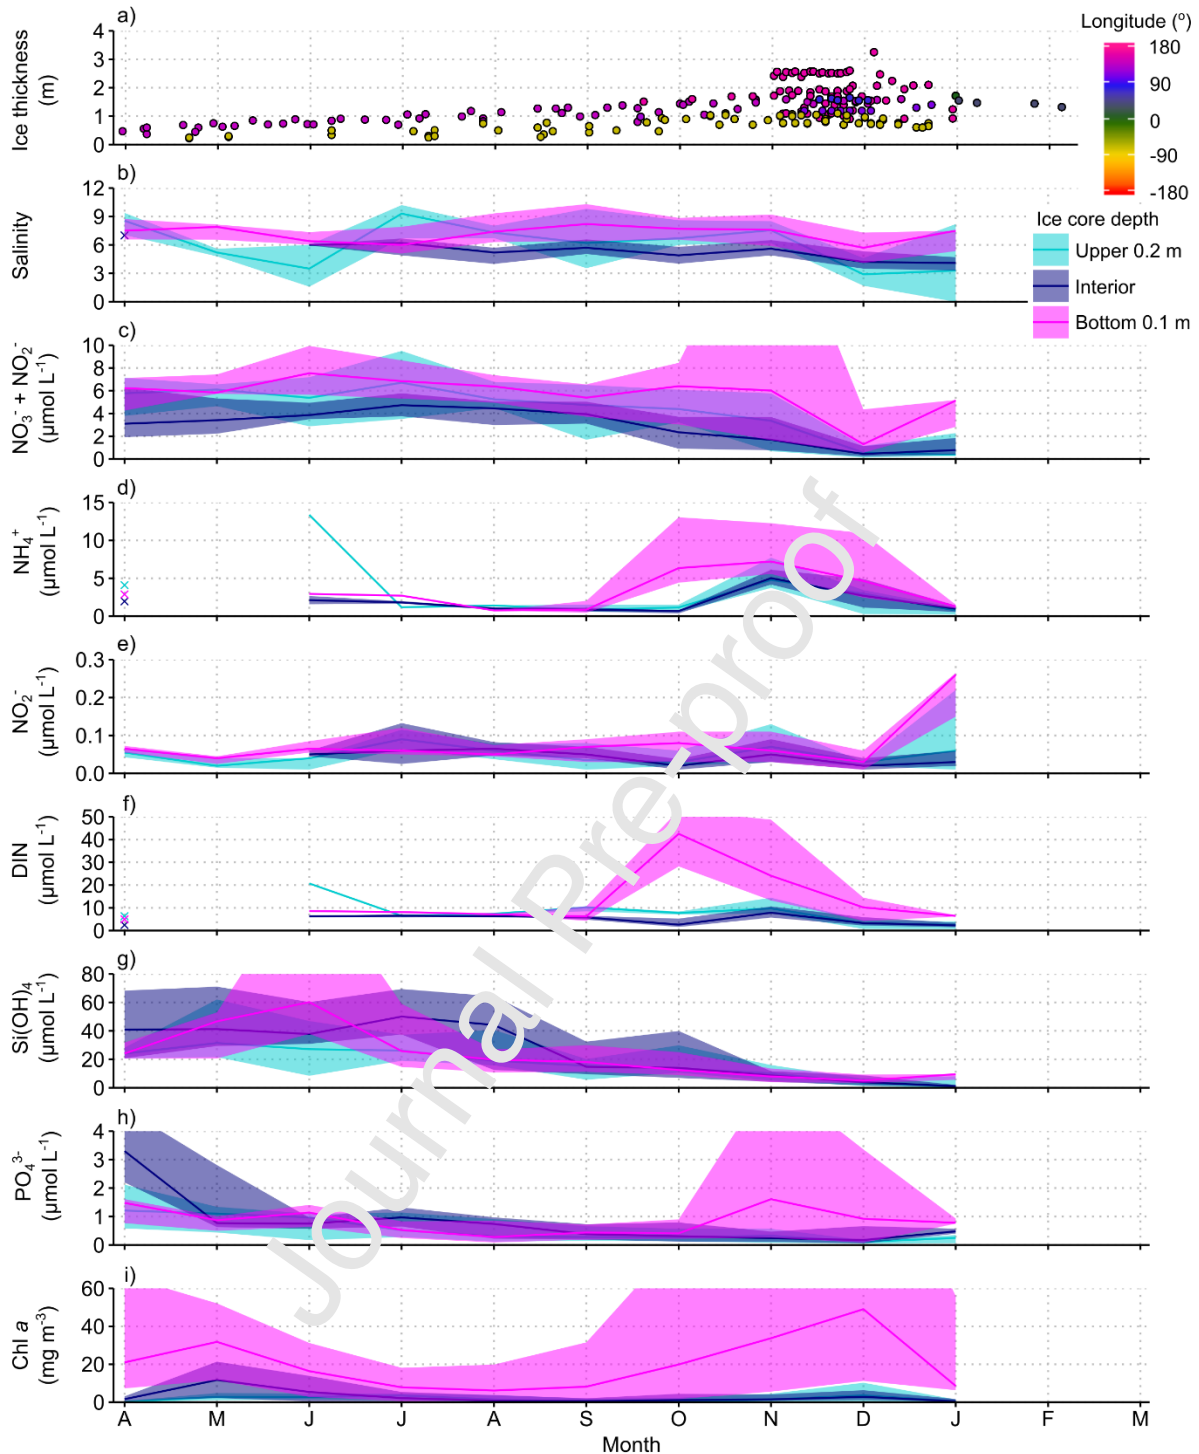 a)
Ice thickness
(m)
4
3
2
1
0
Longitude (º)
180
90
0
-90
-180
b)
Salinity
12
9
6
3
0
Ice core depth
Upper 0.2 m
Interior
Bottom 0.1 m
c)
NO₃⁻ + NO₂⁻
(µmol L⁻¹)
10
8
6
4
2
0
d)
NH₄⁺
(µmol L⁻¹)
15
10
5
0
e)
NO₂⁻
(µmol L⁻¹)
0.3
0.2
0.1
0.0
f)
DIN
(µmol L⁻¹)
50
40
30
20
10
0
g)
Si(OH)₄
(µmol L⁻¹)
80
60
40
20
0
h)
PO₄³⁻
(µmol L⁻¹)
4
3
2
1
0
i)
Chl a
(mg m⁻³)
60
40
20
0
A M J J A S O N D J F M
Month
Journal Pre-proof